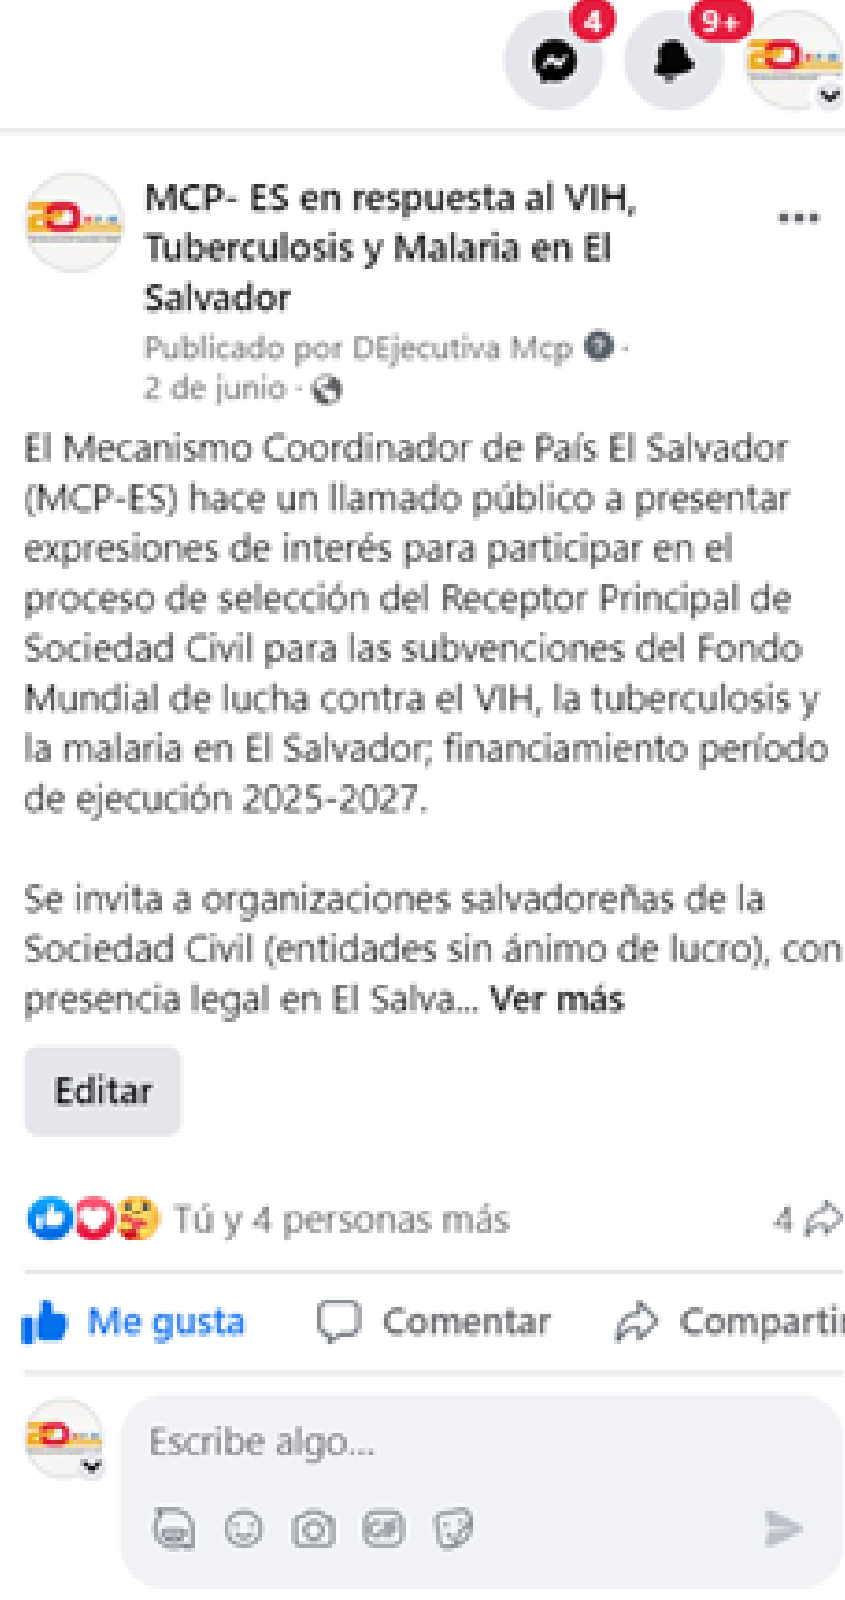 4
9+
MCP- ES en respuesta al VIH,
Tuberculosis y Malaria en El
Salvador
Publicado por DEjecutiva Mcp ·
2 de junio ·
El Mecanismo Coordinador de País El Salvador
(MCP-ES) hace un llamado público a presentar
expresiones de interés para participar en el
proceso de selección del Receptor Principal de
Sociedad Civil para las subvenciones del Fondo
Mundial de lucha contra el VIH, la tuberculosis y
la malaria en El Salvador; financiamiento período
de ejecución 2025-2027.
Se invita a organizaciones salvadoreñas de la
Sociedad Civil (entidades sin ánimo de lucro), con
presencia legal en El Salva... Ver más
Editar
Tú y 4 personas más
4
Me gusta
Comentar
Compartir
Escribe algo...
GIF